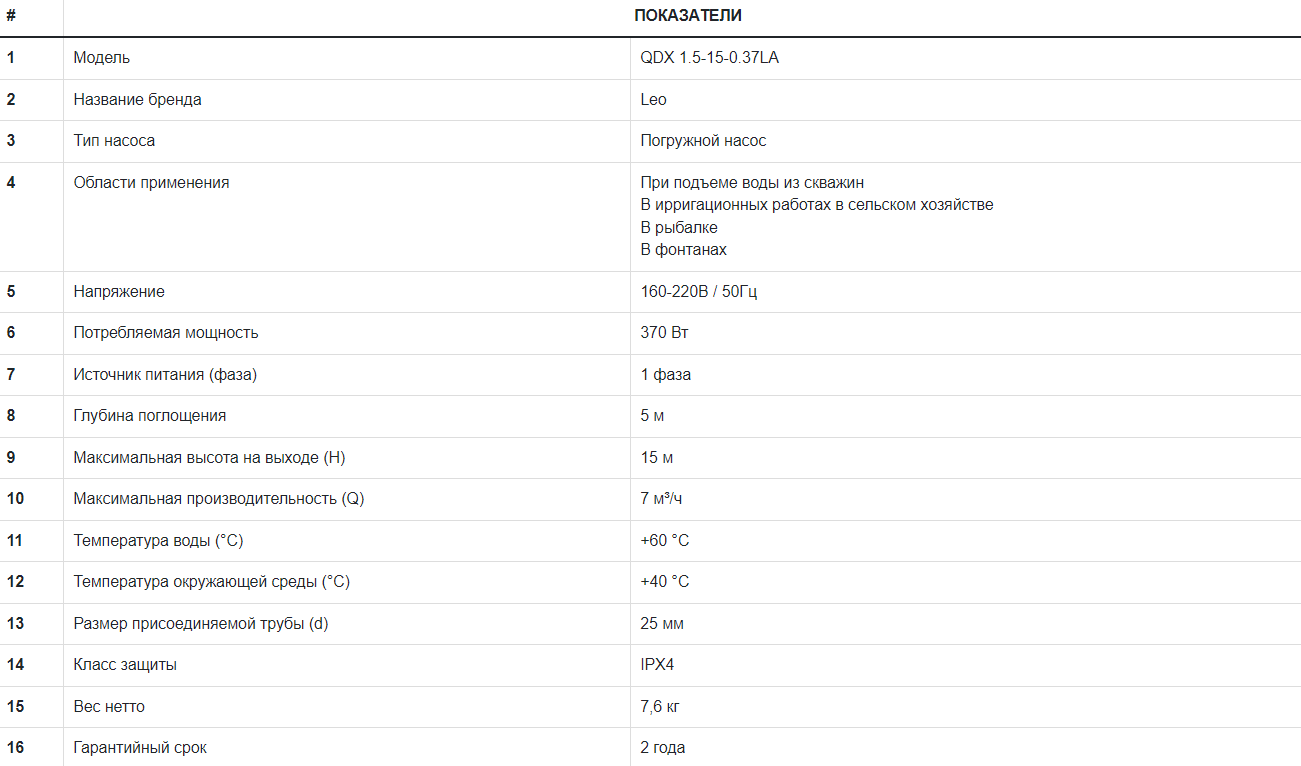 # ПОКАЗАТЕЛИ
1 Модель QDX 1.5-15-0.37LA
2 Название бренда Leo
3 Тип насоса Погружной насос
4 Области применения При подъеме воды из скважин
В ирригационных работах в сельском хозяйстве
В рыбалке
В фонтанах
5 Напряжение 160-220В / 50Гц
6 Потребляемая мощность 370 Вт
7 Источник питания (фаза) 1 фаза
8 Глубина поглощения 5 м
9 Максимальная высота на выходе (H) 15 м
10 Максимальная производительность (Q) 7 м³/ч
11 Температура воды (°C) +60 °C
12 Температура окружающей среды (°C) +40 °C
13 Размер присоединяемой трубы (d) 25 мм
14 Класс защиты IPX4
15 Вес нетто 7,6 кг
16 Гарантийный срок 2 года